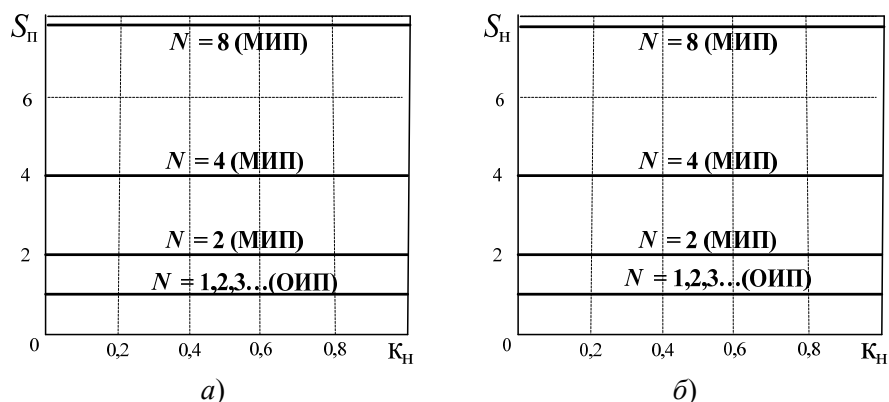 Sп
N = 8 (МИП)
6
N = 4 (МИП)
4
N = 2 (МИП)
2
N = 1,2,3...(ОИП)
0
0,2
0,4
0,6
0,8
Кн
а)
Sн
N = 8 (МИП)
6
N = 4 (МИП)
4
N = 2 (МИП)
2
N = 1,2,3...(ОИП)
0
0,2
0,4
0,6
0,8
Кн
б)